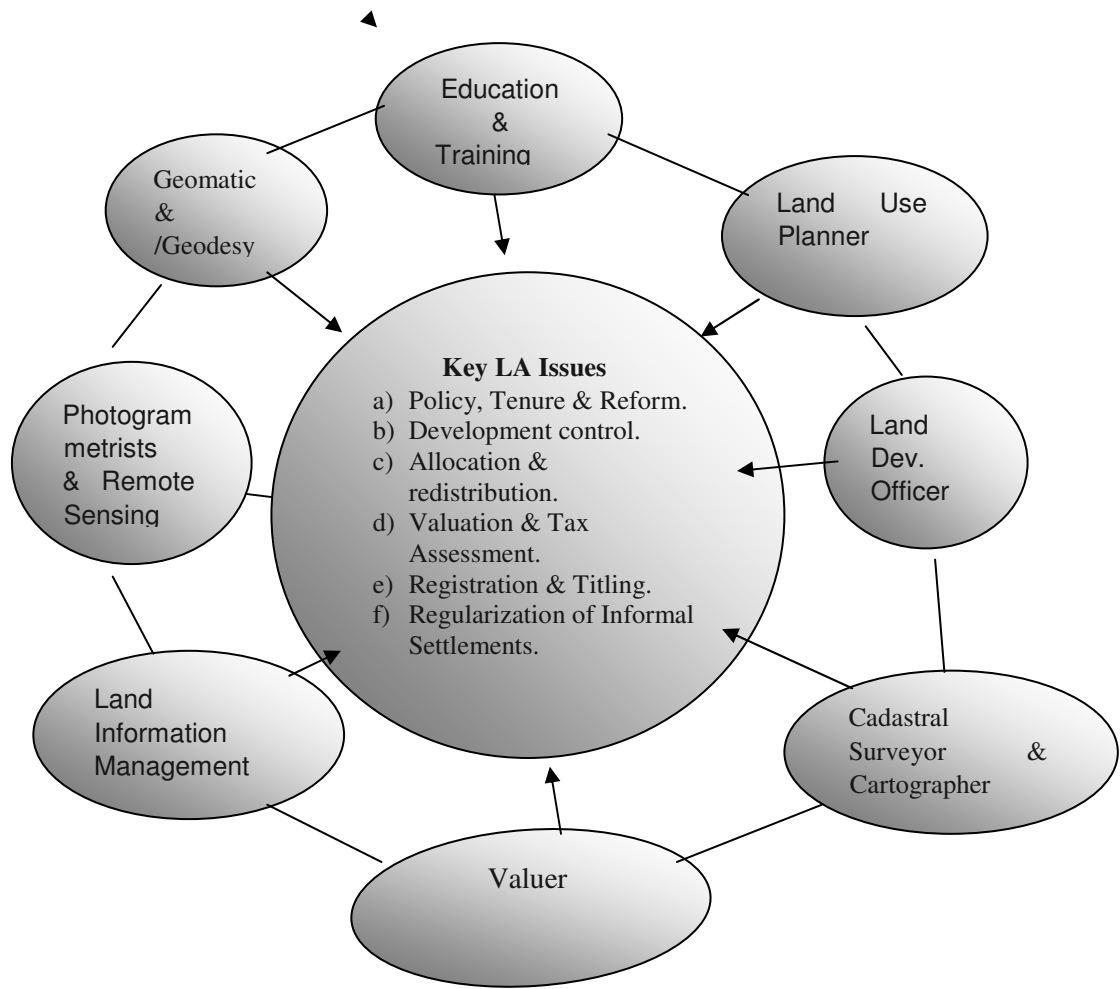 Education
&
Training
Geomatic
&
/Geodesy
Land Use
Planner
Key LA Issues
a) Policy, Tenure & Reform.
b) Development control.
c) Allocation &
redistribution.
d) Valuation & Tax
Assessment.
e) Registration & Titling.
f) Regularization of Informal
Settlements.
Photogram
metrists
& Remote
Sensing
Land
Dev.
Officer
Land
Information
Management
Cadastral
Surveyor &
Cartographer
Valuer